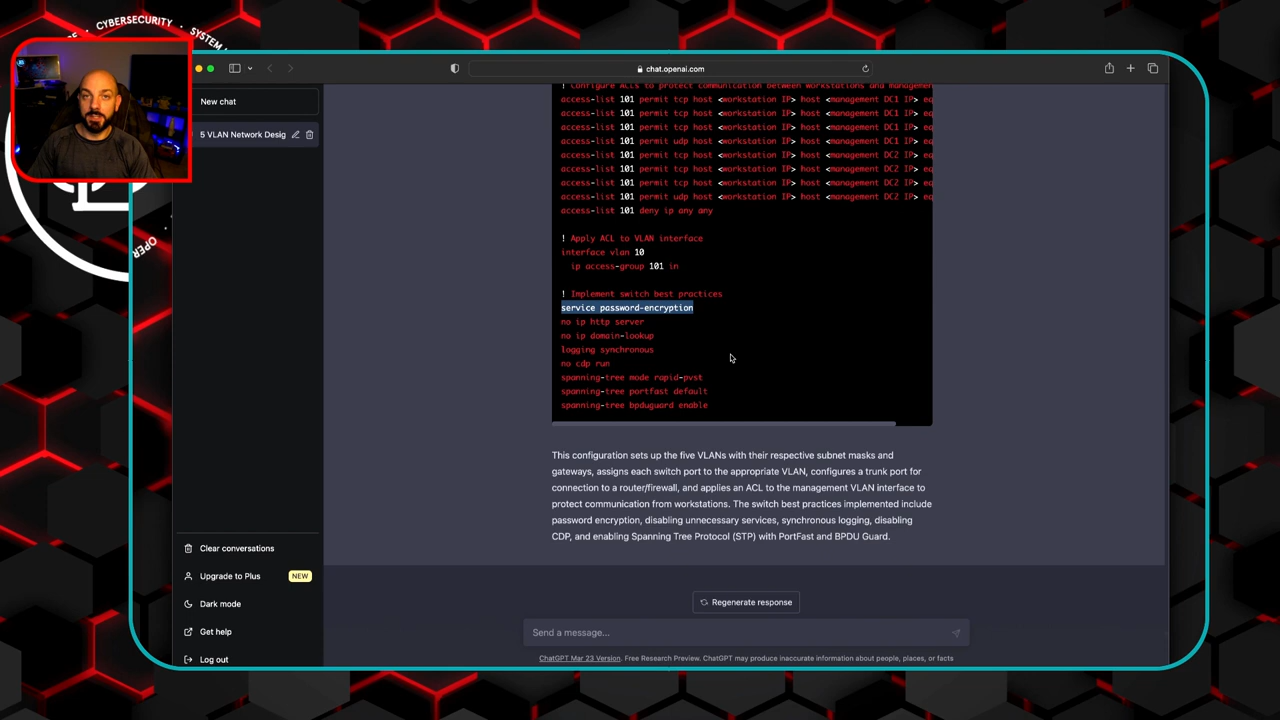 CYBERSECURITY · SYSTEM
OPER
chat.openai.com
New chat
5 VLAN Network Desig
! Configure ACLs to protect communication between workstations and managemen
access-list 101 permit tcp host <workstation IP> host <management DC1 IP> eq
access-list 101 permit tcp host <workstation IP> host <management DC1 IP> eq
access-list 101 permit tcp host <workstation IP> host <management DC1 IP> eq
access-list 101 permit udp host <workstation IP> host <management DC1 IP> eq
access-list 101 permit tcp host <workstation IP> host <management DC2 IP> eq
access-list 101 permit tcp host <workstation IP> host <management DC2 IP> eq
access-list 101 permit tcp host <workstation IP> host <management DC2 IP> eq
access-list 101 permit udp host <workstation IP> host <management DC2 IP> eq
access-list 101 deny ip any any
! Apply ACL to VLAN interface
interface vlan 10
ip access-group 101 in
! Implement switch best practices
service password-encryption
no ip http server
no ip domain-lookup
logging synchronous
no cdp run
spanning-tree mode rapid-pvst
spanning-tree portfast default
spanning-tree bpduguard enable
This configuration sets up the five VLANs with their respective subnet masks and
gateways, assigns each switch port to the appropriate VLAN, configures a trunk port for
connection to a router/firewall, and applies an ACL to the management VLAN interface to
protect communication from workstations. The switch best practices implemented include
password encryption, disabling unnecessary services, synchronous logging, disabling
CDP, and enabling Spanning Tree Protocol (STP) with PortFast and BPDU Guard.
Clear conversations
Upgrade to Plus NEW
Dark mode
Get help
Log out
Regenerate response
Send a message...
ChatGPT Mar 23 Version. Free Research Preview. ChatGPT may produce inaccurate information about people, places, or facts